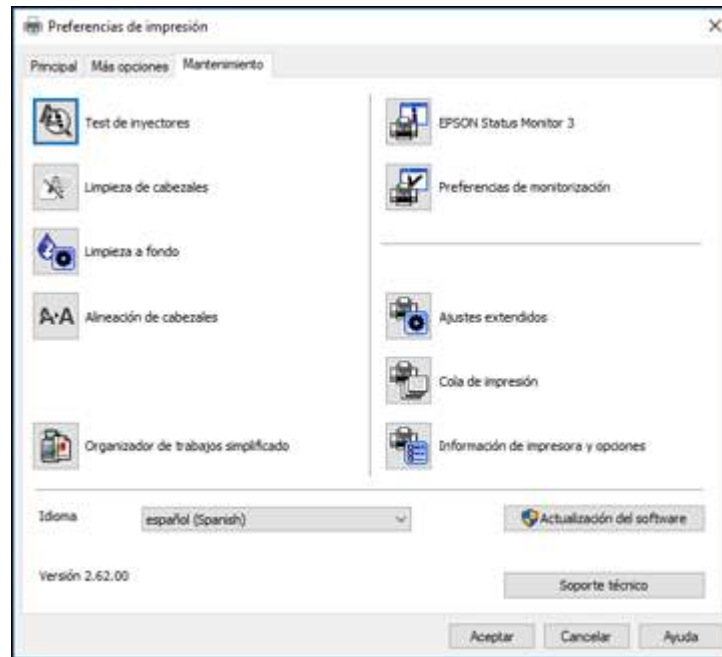 Preferencias de impresión
Principal Más opciones Mantenimiento
Test de inyectores
EPSON Status Monitor 3
Limpieza de cabezales
Preferencias de monitorización
Limpieza a fondo
A-A Alineación de cabezales
Ajustes extendidos
Cola de impresión
Organizador de trabajos simplificado
Información de impresora y opciones
Idioma español (Spanish)
Actualización del software
Versión 2.62.00
Soporte técnico
Aceptar Cancelar Ayuda